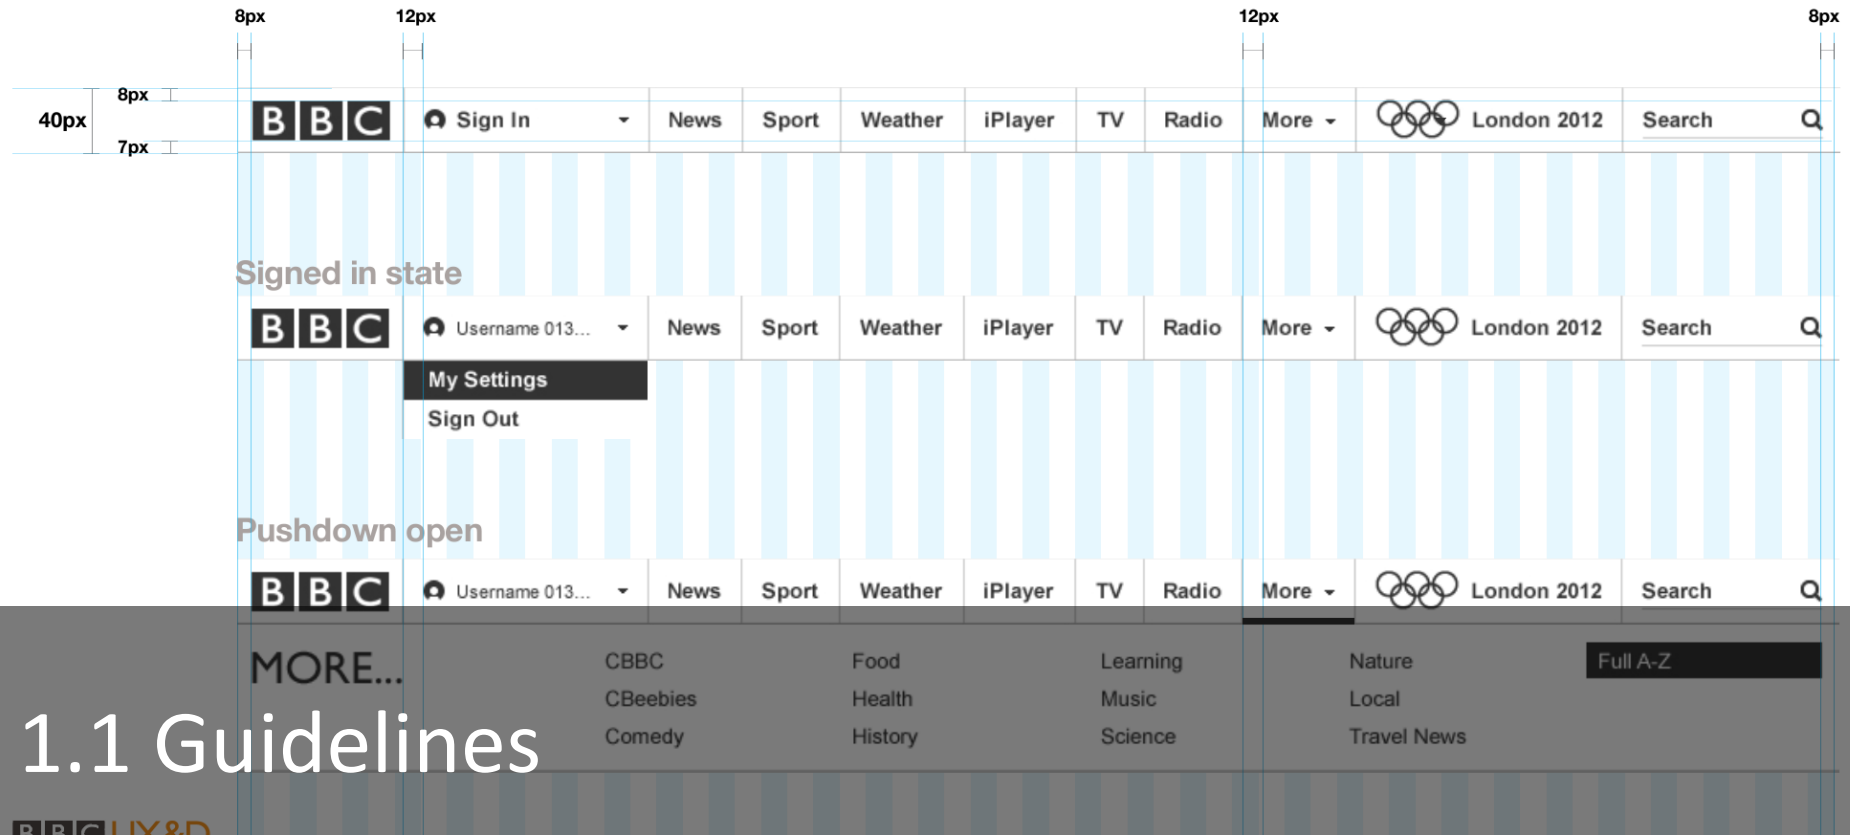 8px 12px 12px 8px
8px
40px
7px
BBC Sign In News Sport Weather iPlayer TV Radio More London 2012 Search
Signed in state
BBC Username 013... News Sport Weather iPlayer TV Radio More London 2012 Search
My Settings
Sign Out
Pushdown open
BBC Username 013... News Sport Weather iPlayer TV Radio More London 2012 Search
MORE... CBBC Food Learning Nature Full A-Z
CBeebies Health Music Local
Comedy History Science Travel News
1.1 Guidelines
BBC UX&D